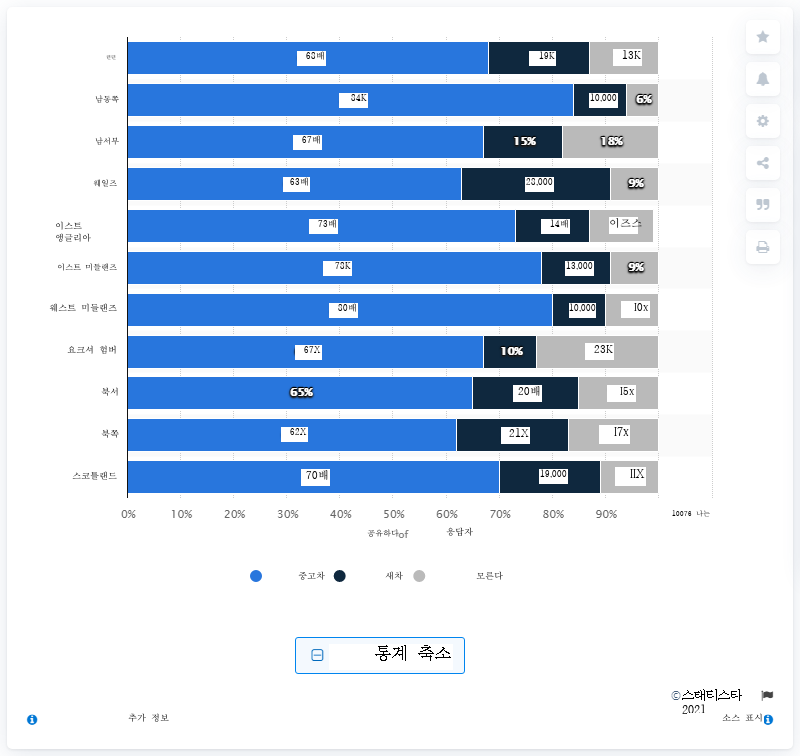 68배 19K 13K
남동쪽 84K 10,000 6%
남서부 67배 15% 18%
웨일즈 63배 28,000 9%
이스트
앵글리아 73배 14배 이즈스
이스트 미들랜즈 78K 13,000 9%
웨스트 미들랜즈 80배 10,000 10x
요크셔 험버 67X 10% 23K
북서 65% 20배 15x
북쪽 62X 21X 17x
스코틀랜드 70배 19,000 11X
0% 10% 20% 30% 40% 50% 60% 70% 80% 90% 10076 나는
공유하다of 응답자
중고차 새차 모른다
통계 축소
©스태티스타
2021
추가 정보 소스 표시